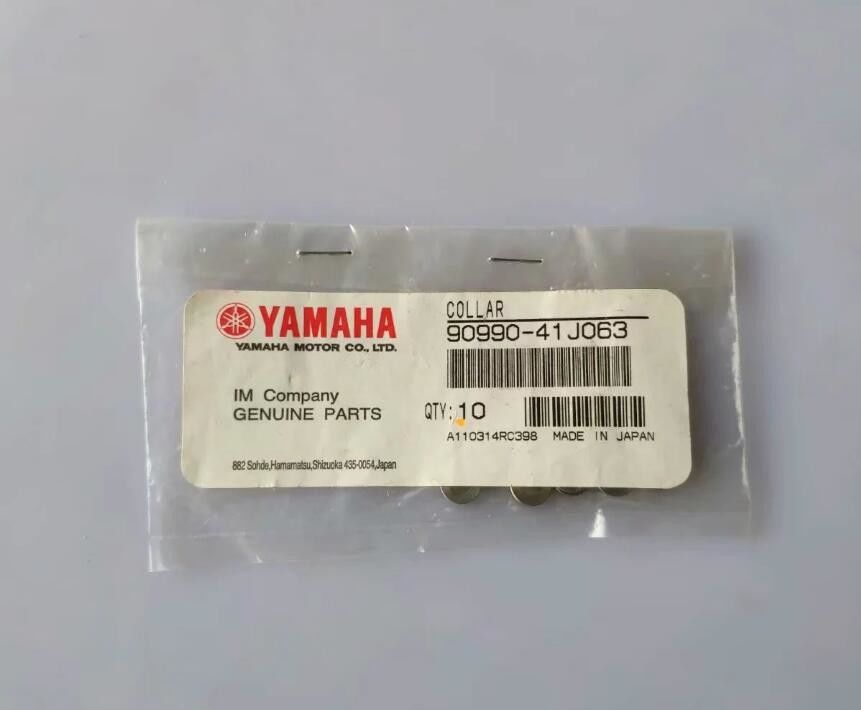 YAMAHA
YAMAHA MOTOR CO., LTD.
IM Company
GENUINE PARTS
882 Sohde,Hamamatsu,Shizuoka 435-0054,Japan
COLLAR
90990-41J063
QTY:10
A110314RC398 MADE IN JAPAN